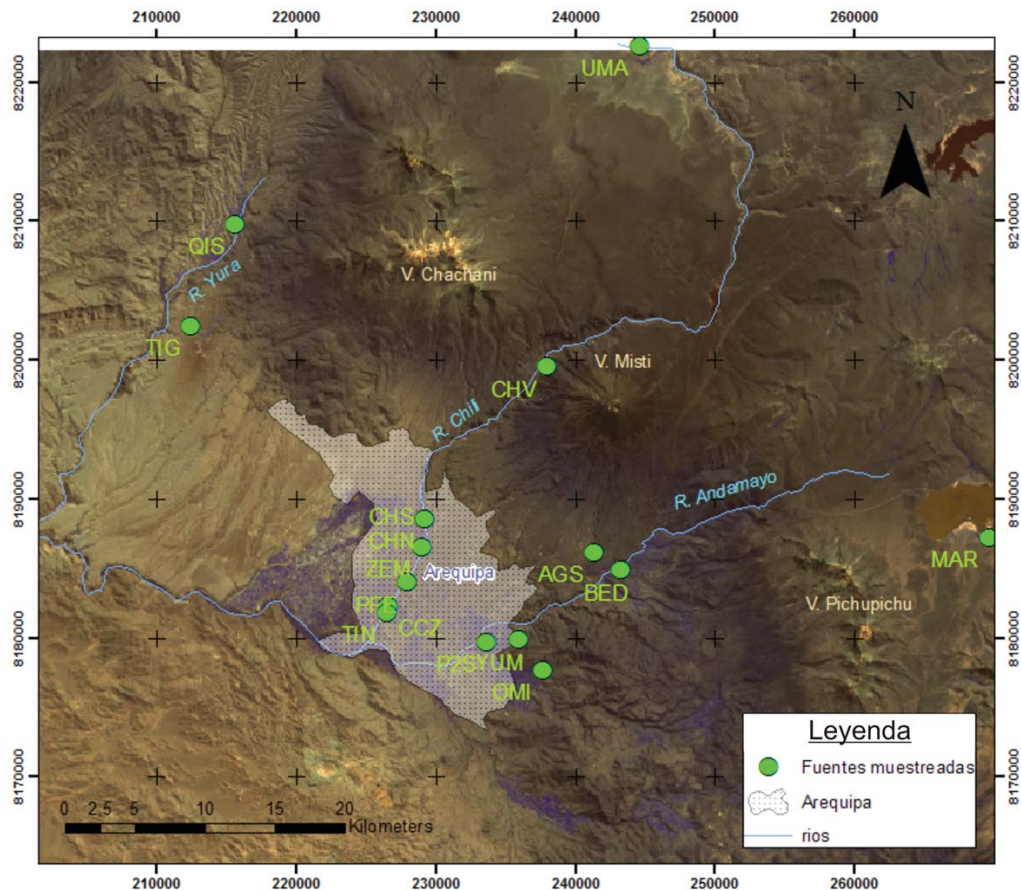 210000 220000 230000 240000 250000 260000
8220000 8220000
8210000 8210000
8200000 8200000
8190000 8190000
8180000 8180000
8170000 8170000
UMA
N
QIS
R. Yura
V. Chachani
TIG
V. Misti
CHV
R. Chili
R. Andamayo
CHS
CHN
ZEM
Arequipa
AGS
BED
MAR
V. Pichupichu
TIN
CCZ
P2S
YUM
OMI
Leyenda
Fuentes muestreadas
Arequipa
rios
0 2,5 5 10 15 20
Kilometers
210000 220000 230000 240000 250000 260000